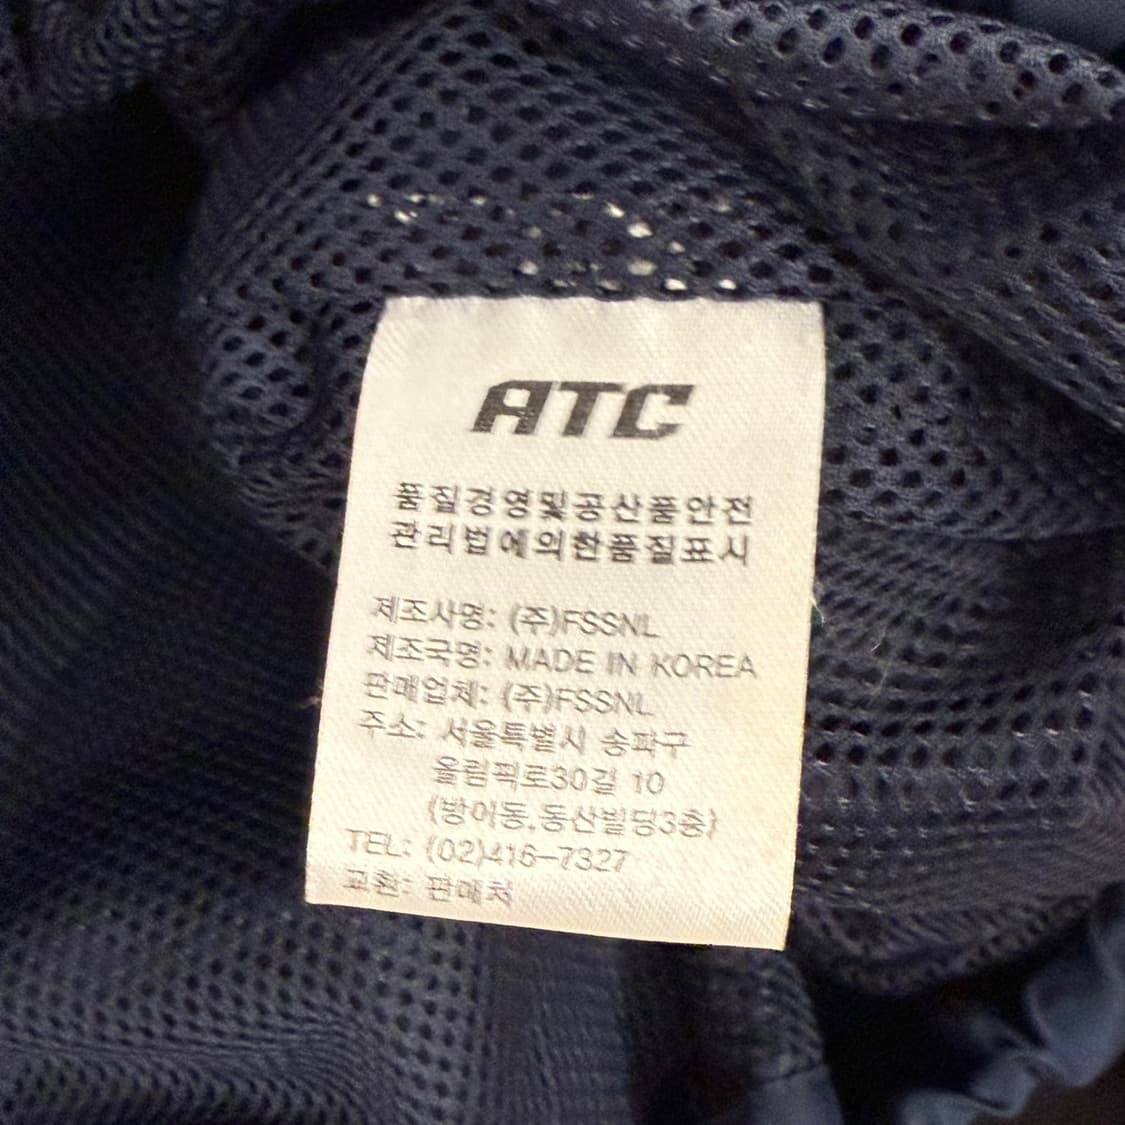 ATC
품질경영및공산품안전
관리법에의한품질표시
제조사명: (주)FSSNL
제조국명: MADE IN KOREA
판매업체: (주)FSSNL
주소: 서울특별시 송파구
올림픽로30길 10
(방이동,동산빌딩3층)
TEL: (02)416-7327
교환: 판매처